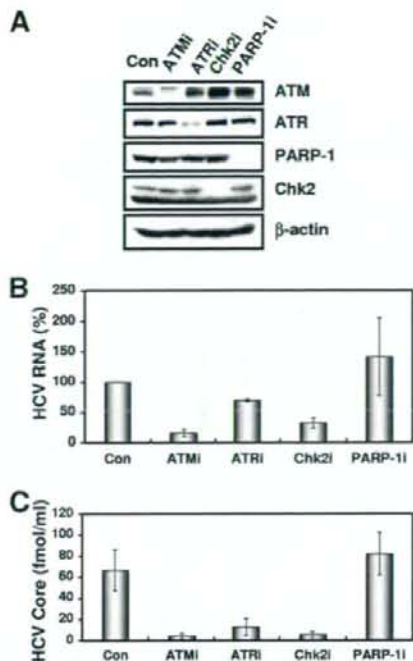 A
Con ATMi ATRi Chk2i PARP-1i
ATM
ATR
PARP-1
Chk2
β-actin
B
HCV RNA (%)
250
200
150
100
50
0
Con ATMi ATRi Chk2i PARP-1i
C
HCV Core (fmol/ml)
120
100
80
60
40
20
0
Con ATMi ATRi Chk2i PARP-1i